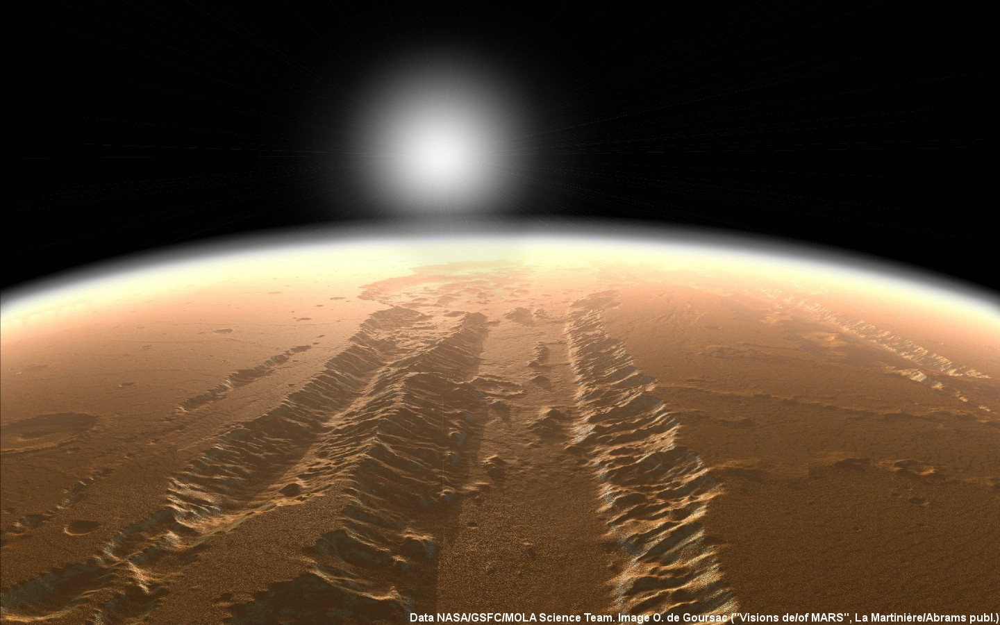 Data NASA/GSFC/MOLA Science Team. Image O. de Goursac ("Visions de/of MARS", La Martinière/Abrams publ.)